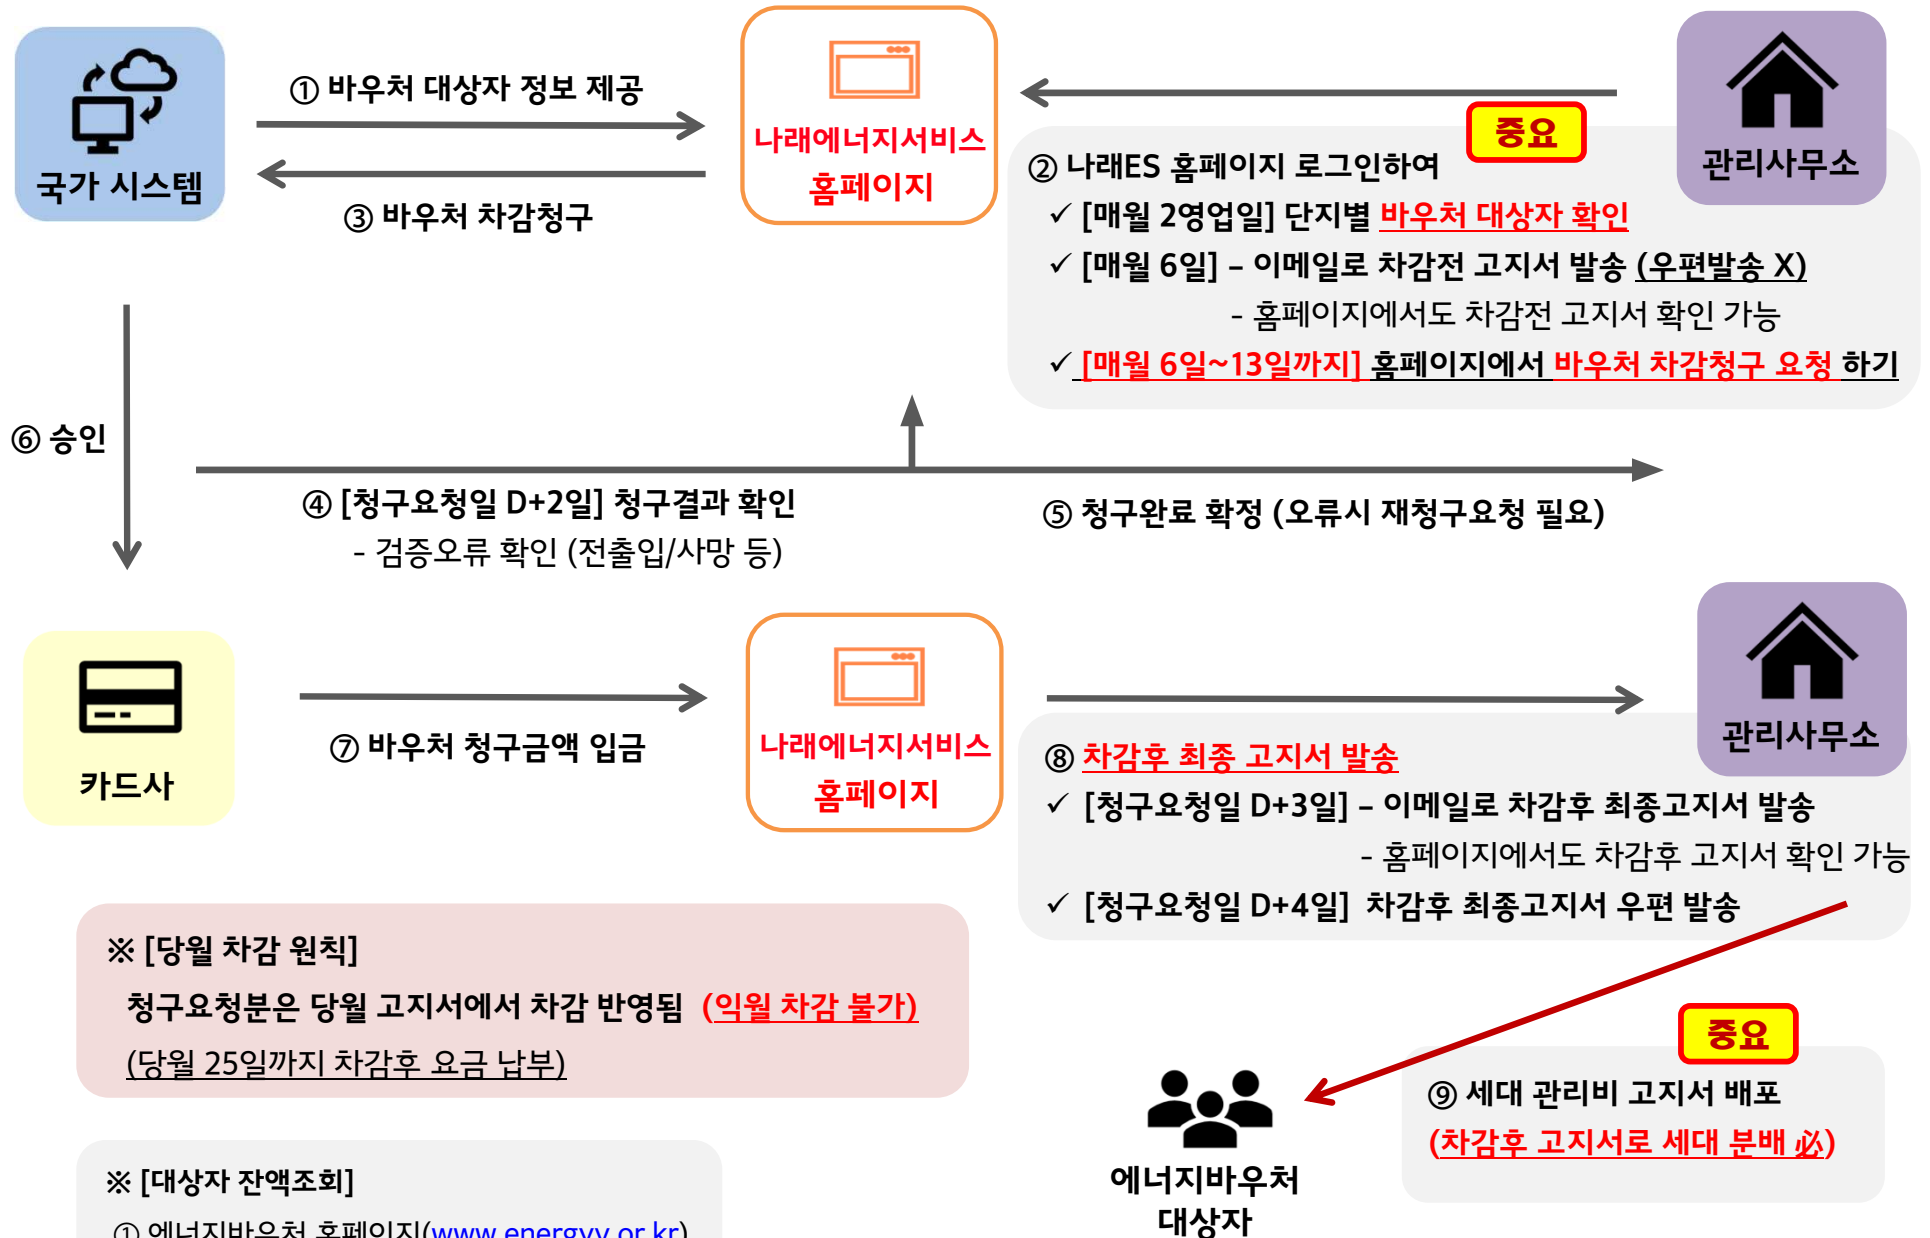 국가 시스템
① 바우처 대상자 정보 제공
③ 바우처 차감청구
나래에너지서비스
홈페이지
관리사무소
중요
② 나래ES 홈페이지 로그인하여
✓ [매월 2영업일] 단지별 바우처 대상자 확인
✓ [매월 6일] – 이메일로 차감전 고지서 발송 (우편발송 X)
- 홈페이지에서도 차감전 고지서 확인 가능
✓ [매월 6일~13일까지] 홈페이지에서 바우처 차감청구 요청 하기
⑥ 승인
④ [청구요청일 D+2일] 청구결과 확인
- 검증오류 확인 (전출입/사망 등)
⑤ 청구완료 확정 (오류시 재청구요청 필요)
카드사
⑦ 바우처 청구금액 입금
나래에너지서비스
홈페이지
관리사무소
⑧ 차감후 최종 고지서 발송
✓ [청구요청일 D+3일] – 이메일로 차감후 최종고지서 발송
- 홈페이지에서도 차감후 고지서 확인 가능
✓ [청구요청일 D+4일] 차감후 최종고지서 우편 발송
※ [당월 차감 원칙]
청구요청분은 당월 고지서에서 차감 반영됨 (익월 차감 불가)
(당월 25일까지 차감후 요금 납부)
중요
⑨ 세대 관리비 고지서 배포
(차감후 고지서로 세대 분배 必)
에너지바우처
대상자
※ [대상자 잔액조회]
① 에너지바우처 홈페이지(www.energyv.or.kr)